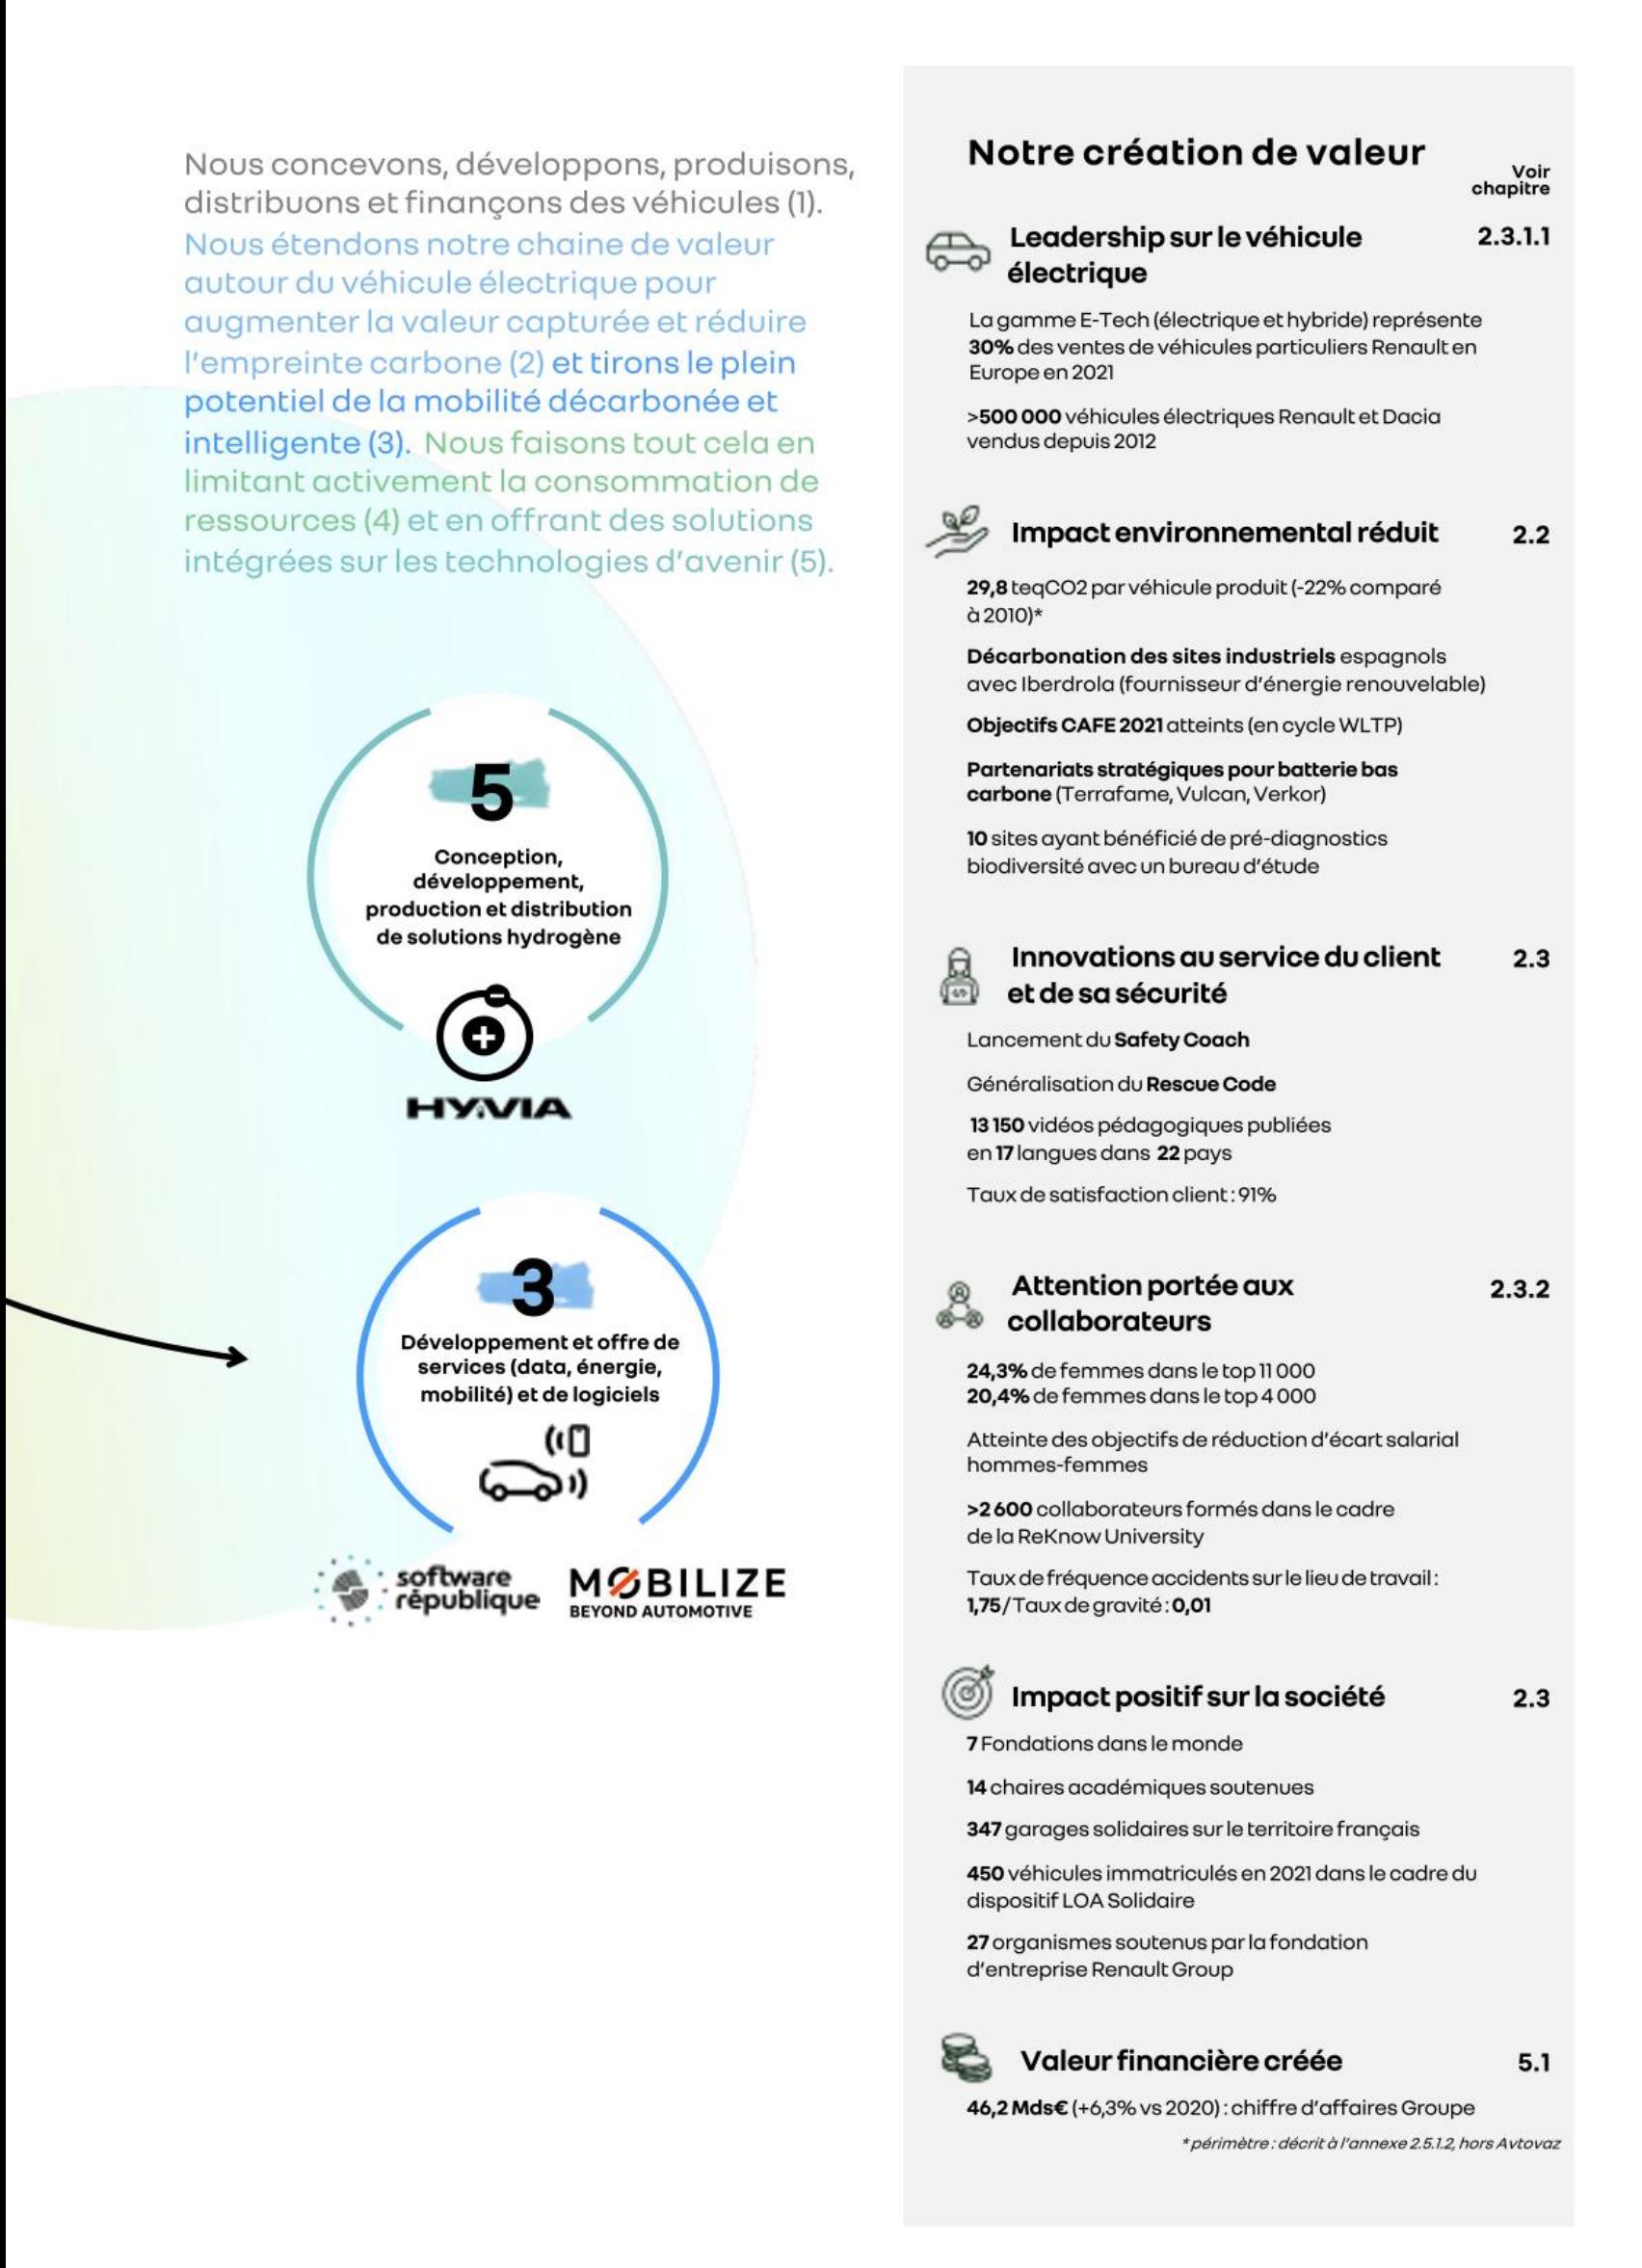 Nous concevons, développons, produisons,
distribuons et finançons des véhicules (1).
Nous étendons notre chaine de valeur
autour du véhicule électrique pour
augmenter la valeur capturée et réduire
l'empreinte carbone (2) et tirons le plein
potentiel de la mobilité décarbonée et
intelligente (3). Nous faisons tout cela en
limitant activement la consommation de
ressources (4) et en offrant des solutions
intégrées sur les technologies d'avenir (5).
5
Conception,
développement,
production et distribution
de solutions hydrogène
HYVIA
3
Développement et offre de
services (data, énergie,
mobilité) et de logiciels
software
république
MOBILIZE
BEYOND AUTOMOTIVE
Notre création de valeur
Voir
chapitre
Leadership sur le véhicule 2.3.1.1
électrique
La gamme E-Tech (électrique et hybride) représente
30% des ventes de véhicules particuliers Renault en
Europe en 2021
>500 000 véhicules électriques Renault et Dacia
vendus depuis 2012
Impact environnemental réduit 2.2
29,8 teqCO2 par véhicule produit (-22% comparé
à 2010)*
Décarbonation des sites industriels espagnols
avec Iberdrola (fournisseur d'énergie renouvelable)
Objectifs CAFE 2021 atteints (en cycle WLTP)
Partenariats stratégiques pour batterie bas
carbone (Terrafame, Vulcan, Verkor)
10 sites ayant bénéficié de pré-diagnostics
biodiversité avec un bureau d'étude
Innovations au service du client 2.3
et de sa sécurité
Lancement du Safety Coach
Généralisation du Rescue Code
13 150 vidéos pédagogiques publiées
en 17 langues dans 22 pays
Taux de satisfaction client : 91%
Attention portée aux 2.3.2
collaborateurs
24,3% de femmes dans le top 11 000
20,4% de femmes dans le top 4 000
Atteinte des objectifs de réduction d'écart salarial
hommes-femmes
>2 600 collaborateurs formés dans le cadre
de la ReKnow University
Taux de fréquence accidents sur le lieu de travail :
1,75 / Taux de gravité : 0,01
Impact positif sur la société 2.3
7 Fondations dans le monde
14 chaires académiques soutenues
347 garages solidaires sur le territoire français
450 véhicules immatriculés en 2021 dans le cadre du
dispositif LOA Solidaire
27 organismes soutenus par la fondation
d'entreprise Renault Group
Valeur financière créée 5.1
46,2 Mds€ (+6,3% vs 2020) : chiffre d'affaires Groupe
* périmètre : décrit à l'annexe 2.5.1.2, hors Avtovaz